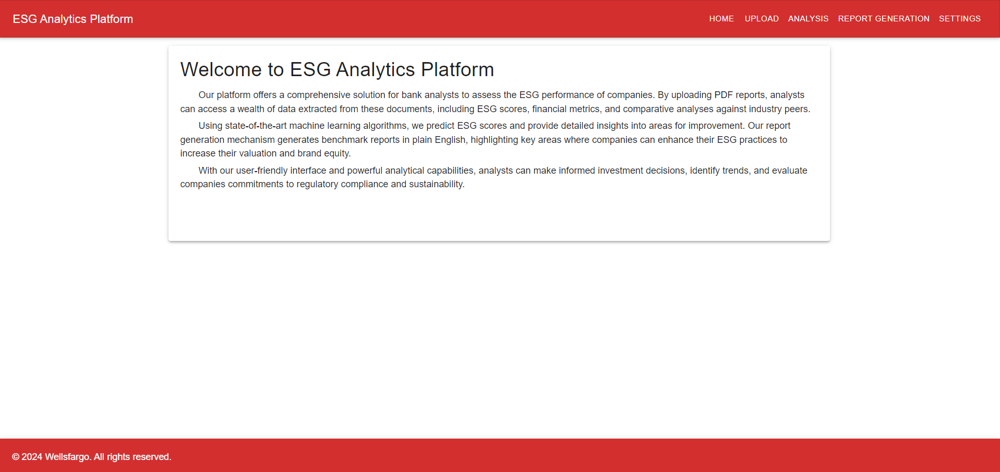 ESG Analytics Platform
HOME UPLOAD ANALYSIS REPORT GENERATION SETTINGS
Welcome to ESG Analytics Platform
Our platform offers a comprehensive solution for bank analysts to assess the ESG performance of companies. By uploading PDF reports, analysts
can access a wealth of data extracted from these documents, including ESG scores, financial metrics, and comparative analyses against industry peers.
Using state-of-the-art machine learning algorithms, we predict ESG scores and provide detailed insights into areas for improvement. Our report
generation mechanism generates benchmark reports in plain English, highlighting key areas where companies can enhance their ESG practices to
increase their valuation and brand equity.
With our user-friendly interface and powerful analytical capabilities, analysts can make informed investment decisions, identify trends, and evaluate
companies commitments to regulatory compliance and sustainability.
© 2024 Wellsfargo. All rights reserved.